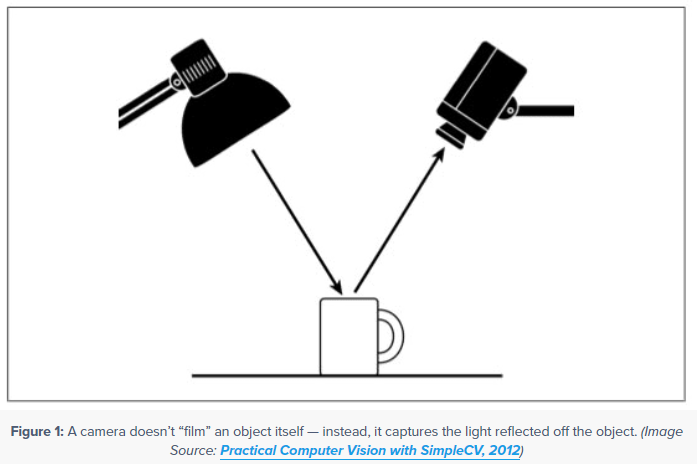 Figure 1: A camera doesn't “film” an object itself — instead, it captures the light reflected off the object. (Image
Source: Practical Computer Vision with SimpleCV, 2012)